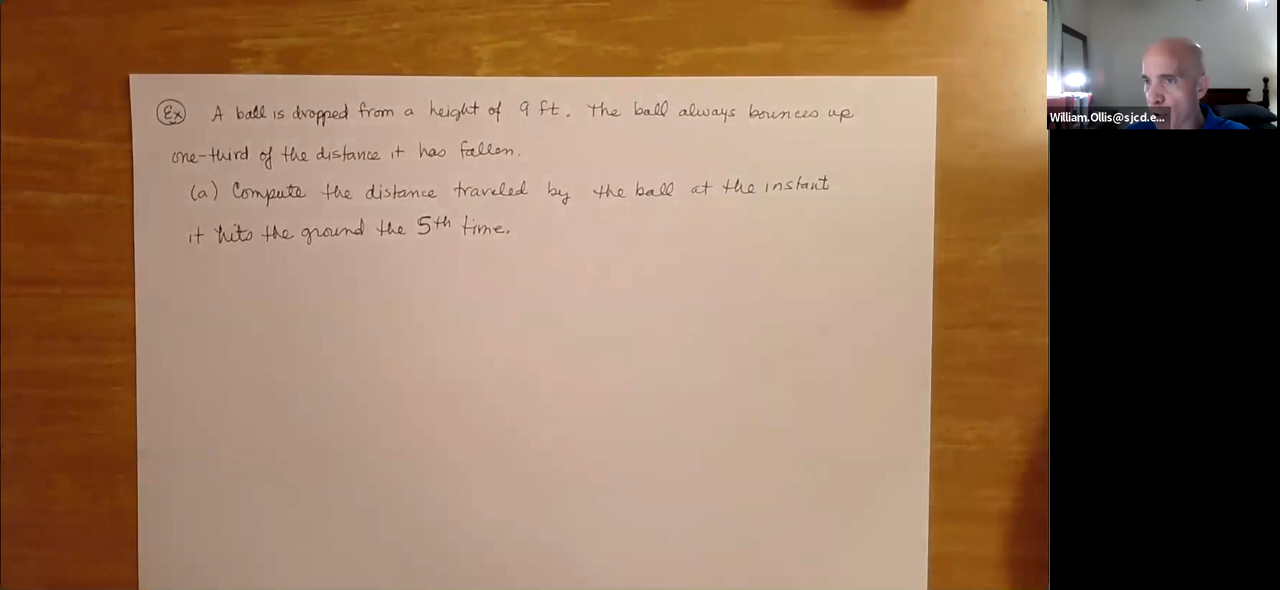 Ex A ball is dropped from a height of 9 ft. The ball always bounces up
one-third of the distance it has fallen.
(a) Compute the distance traveled by the ball at the instant
it hits the ground the 5th time.
William.Ollis@sjcd.e...